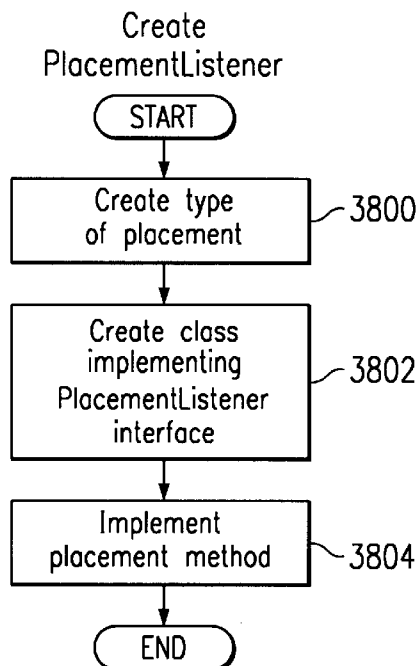 Create
PlacementListener
START
Create type
of placement
3800
Create class
implementing
PlacementListener
interface
3802
Implement
placement method
3804
END